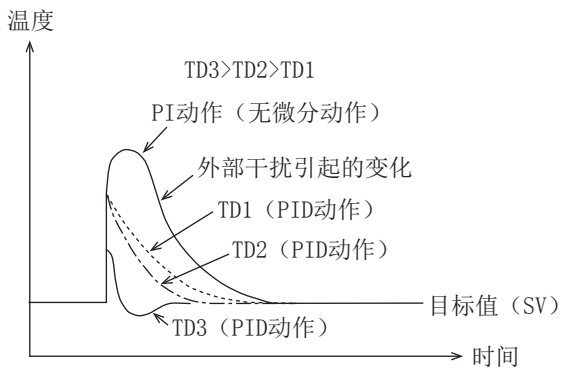 温度
TD3>TD2>TD1
PI动作（无微分动作）
外部干扰引起的变化
TD1（PID动作）
TD2（PID动作）
目标值（SV）
TD3（PID动作）
时间